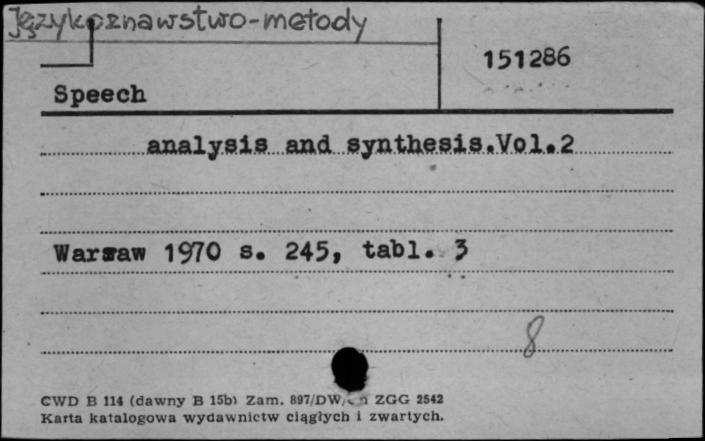 Językoznawstwo-metody
151286
Speech
analysis and synthesis.Vol.2
Warsaw 1970 s. 245, tabl. 3
8
CWD B 114 (dawny B 15b) Zam. 897/DW ZGG 2542
Karta katalogowa wydawnictw ciągłych i zwartych.